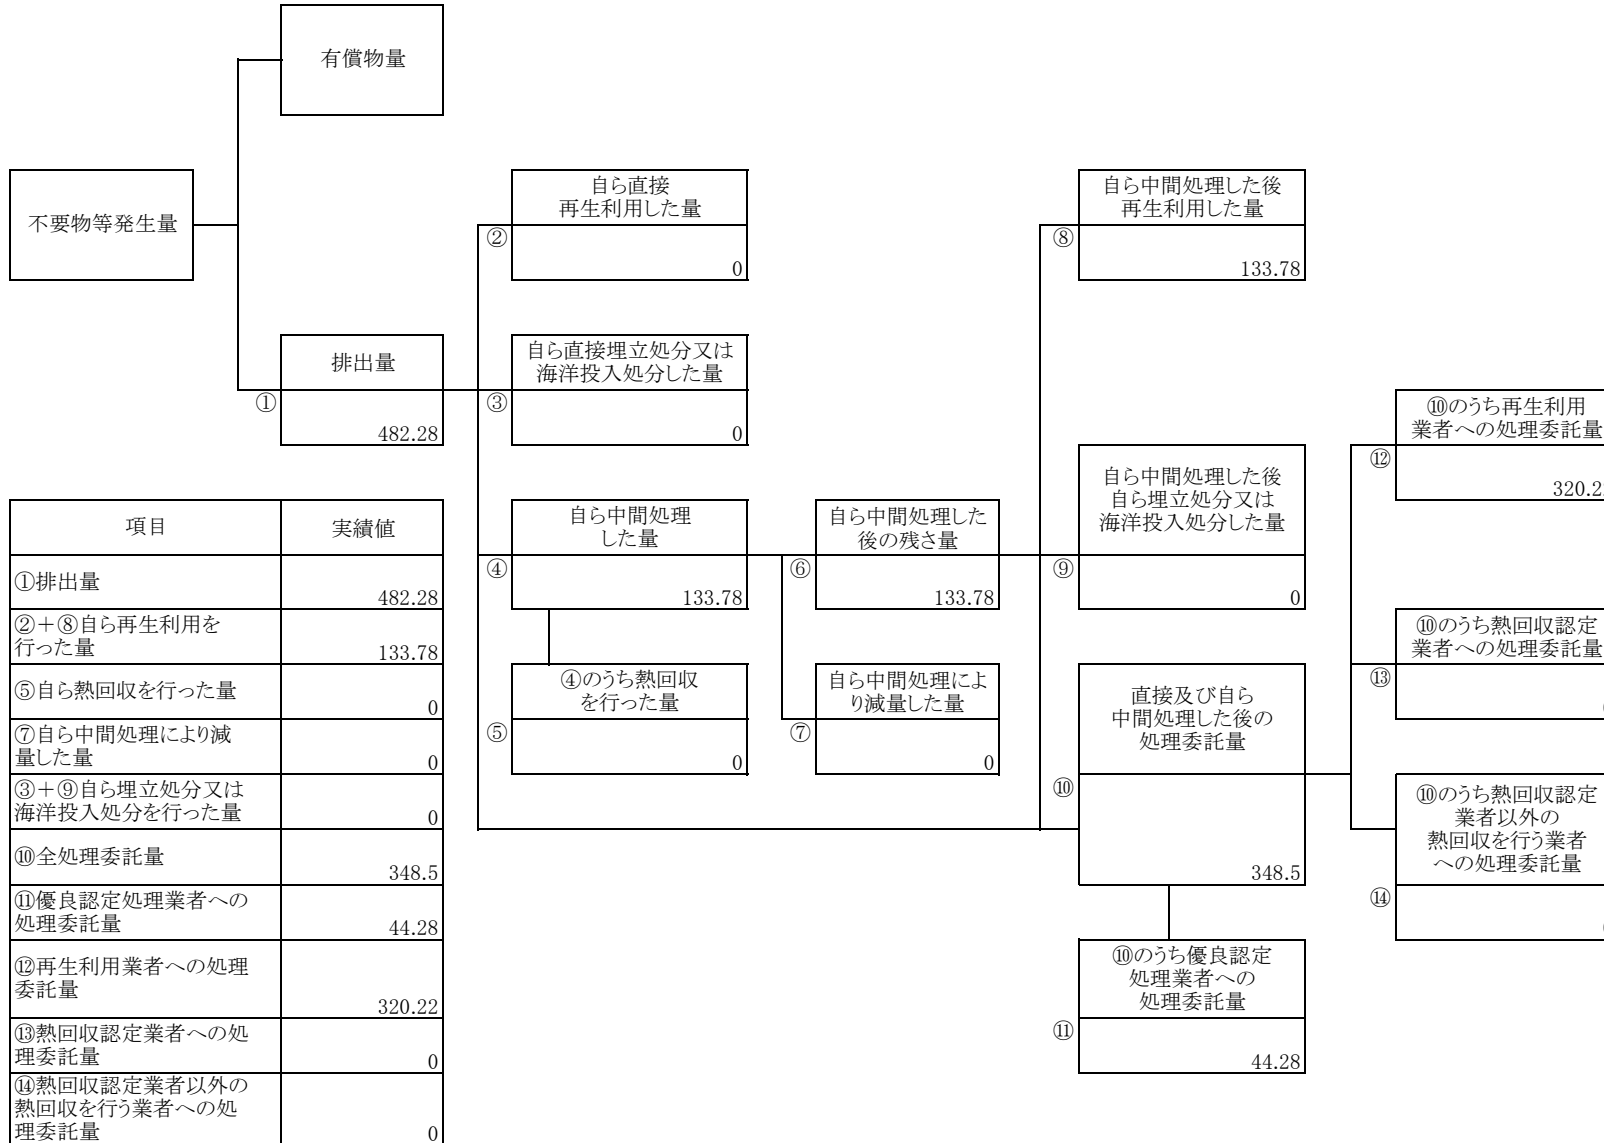 有償物量
不要物等発生量
自ら直接
再生利用した量
②
0
自ら中間処理した後
再生利用した量
⑧
133.78
排出量
①
482.28
自ら直接埋立処分又は
海洋投入処分した量
③
0
⑩のうち再生利用
業者への処理委託量
⑫
320.2
自ら中間処理した後
自ら埋立処分又は
海洋投入処分した量
⑨
0
自ら中間処理
した量
④
133.78
自ら中間処理した
後の残さ量
⑥
133.78
⑩のうち熱回収認定
業者への処理委託量
⑬
④のうち熱回収
を行った量
⑤
0
自ら中間処理によ
り減量した量
⑦
0
直接及び自ら
中間処理した後の
処理委託量
⑩
348.5
⑩のうち熱回収認定
業者以外の
熱回収を行う業者
への処理委託量
⑭
⑩のうち優良認定
処理業者への
処理委託量
⑪
44.28
項目 実績値
①排出量
482.28
②+⑧自ら再生利用を
行った量
133.78
⑤自ら熱回収を行った量
0
⑦自ら中間処理により減
量した量
0
③+⑨自ら埋立処分又は
海洋投入処分を行った量
0
⑩全処理委託量
348.5
⑪優良認定処理業者への
処理委託量
44.28
⑫再生利用業者への処理
委託量
320.22
⑬熱回収認定業者への処
理委託量
0
⑭熱回収認定業者以外の
熱回収を行う業者への処
理委託量
0